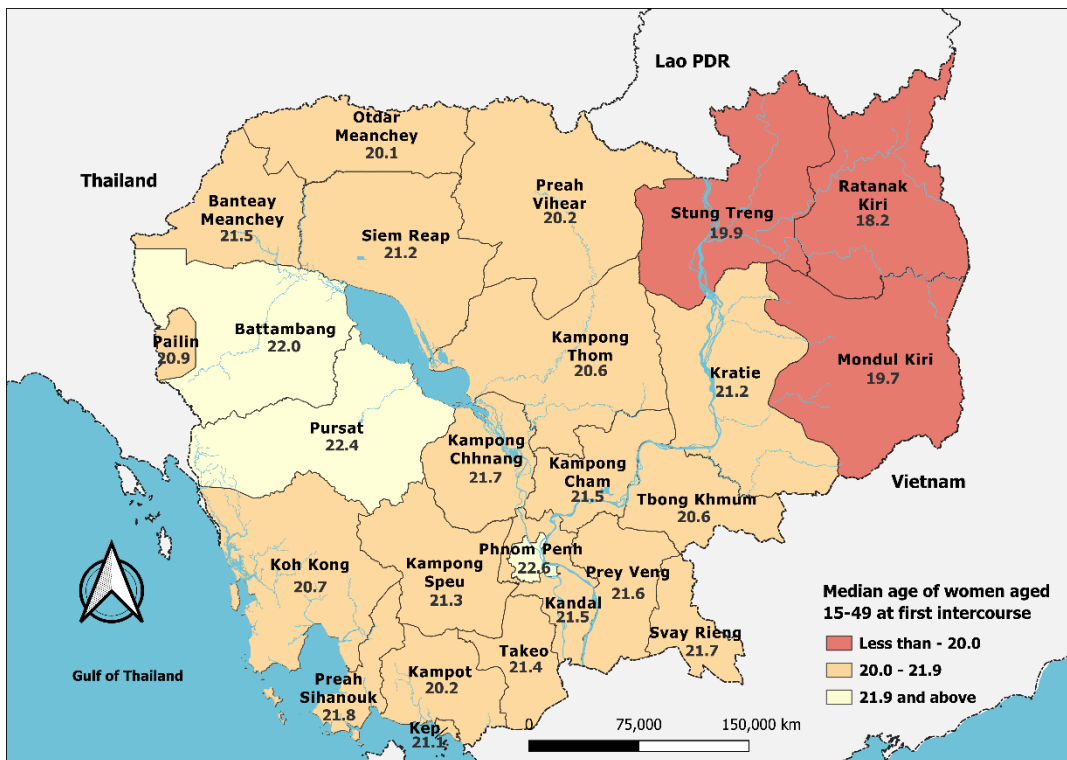 Lao PDR
Thailand
Otdar
Meanchey
20.1
Banteay
Meanchey
21.5
Siem Reap
21.2
Preah
Vihear
20.2
Stung Treng
19.9
Ratanak
Kiri
18.2
Battambang
22.0
Pailin
20.9
Kampong
Thom
20.6
Kratie
21.2
Mondul Kiri
19.7
Pursat
22.4
Kampong
Chhnang
21.7
Kampong
Cham
21.5
Tbong Khmum
20.6
Vietnam
Koh Kong
20.7
Kampong
Speu
21.3
Phnom Penh
22.6
Prey Veng
21.6
Kandal
21.5
Svay Rieng
21.7
Takeo
21.4
Kampot
20.2
Preah
Sihanouk
21.8
Kep
21.1
Gulf of Thailand
Median age of women aged
15-49 at first intercourse
Less than - 20.0
20.0 - 21.9
21.9 and above
0 75,000 150,000 km